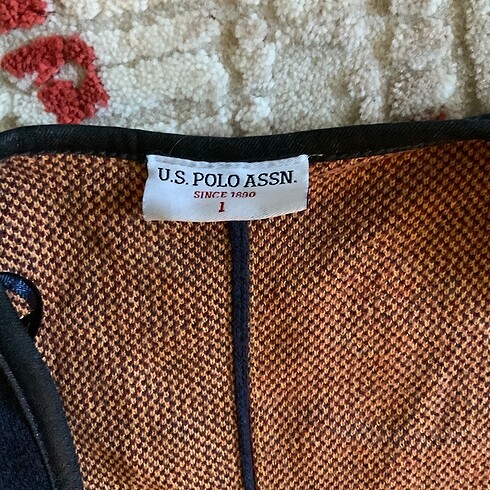 U.S. POLO ASSN.
SINCE 1890
1